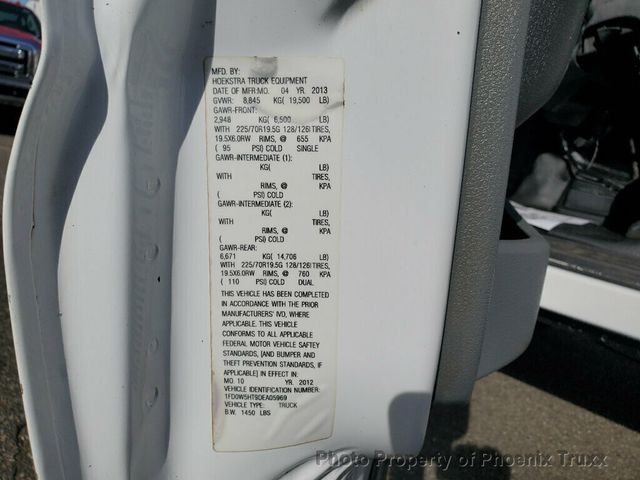 MFD. BY:
HOEKSTRA TRUCK EQUIPMENT
DATE OF MFR:MO. 04 YR. 2013
GVWR: 8,845 KG( 19,500 LB)
GAWR-FRONT:
2,948 KG( 6,500 LB)
WITH 225/70R19.5G 128/126 TIRES,
19.5X6.0RW RIMS, @ 655 KPA
( 95 PSI) COLD SINGLE
GAWR-INTERMEDIATE (1):
KG( LB)
WITH TIRES,
RIMS, @ KPA
( PSI) COLD
GAWR-INTERMEDIATE (2):
KG( LB)
WITH TIRES,
RIMS, @ KPA
( PSI) COLD
GAWR-REAR:
6,671 KG( 14,706 LB)
WITH 225/70R19.5G 128/126 TIRES,
19.5X6.0RW RIMS, @ 760 KPA
( 110 PSI) COLD DUAL
THIS VEHICLE HAS BEEN COMPLETED
IN ACCORDANCE WITH THE PRIOR
MANUFACTURERS' IVD, WHERE
APPLICABLE. THIS VEHICLE
CONFORMS TO ALL APPLICABLE
FEDERAL MOTOR VEHICLE SAFTEY
STANDARDS, [AND BUMPER AND
THEFT PREVENTION STANDARDS, IF
APPLICABLE] IN EFFECT IN:
MO. 10 YR. 2012
VEHICLE IDENTIFICATION NUMBER:
1FD0W5HT9DEA05969
VEHICLE TYPE: TRUCK
B.W. 1450 LBS
Photo Property of Phoenix Truxx